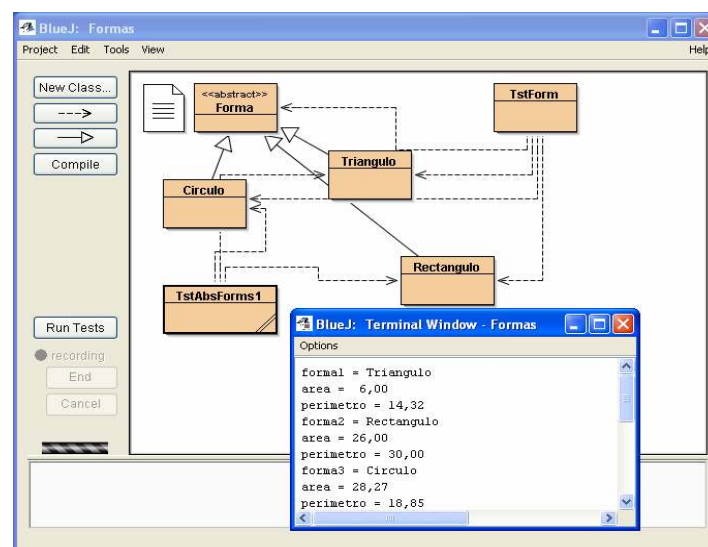 BlueJ: Formas
Project Edit Tools View Help
New Class...
Compile
<<abstract>>
Forma
TstForm
Triangulo
Circulo
Rectangulo
TstAbsForms1
Run Tests
recording
End
Cancel
BlueJ: Terminal Window - Formas
Options
forma1 = Triangulo
area = 6,00
perimetro = 14,32
forma2 = Rectangulo
area = 26,00
perimetro = 30,00
forma3 = Circulo
area = 28,27
perimetro = 18,85